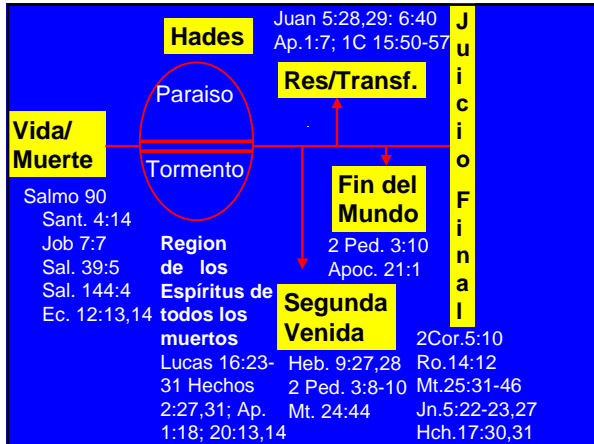 Hades
Juan 5:28,29: 6:40
Ap.1:7; 1C 15:50-57
Res/Transf.
Paraiso
Tormento
Vida/
Muerte
Salmo 90
Sant. 4:14
Job 7:7
Sal. 39:5
Sal. 144:4
Ec. 12:13,14
Region
de los
Espíritus de
todos los
muertos
Lucas 16:23-
31 Hechos
2:27,31; Ap.
1:18; 20:13,14
Fin del
Mundo
2 Ped. 3:10
Apoc. 21:1
Segunda
Venida
Heb. 9:27,28
2 Ped. 3:8-10
Mt. 24:44
Juicio Final
2Cor.5:10
Ro.14:12
Mt.25:31-46
Jn.5:22-23,27
Hch.17:30,31